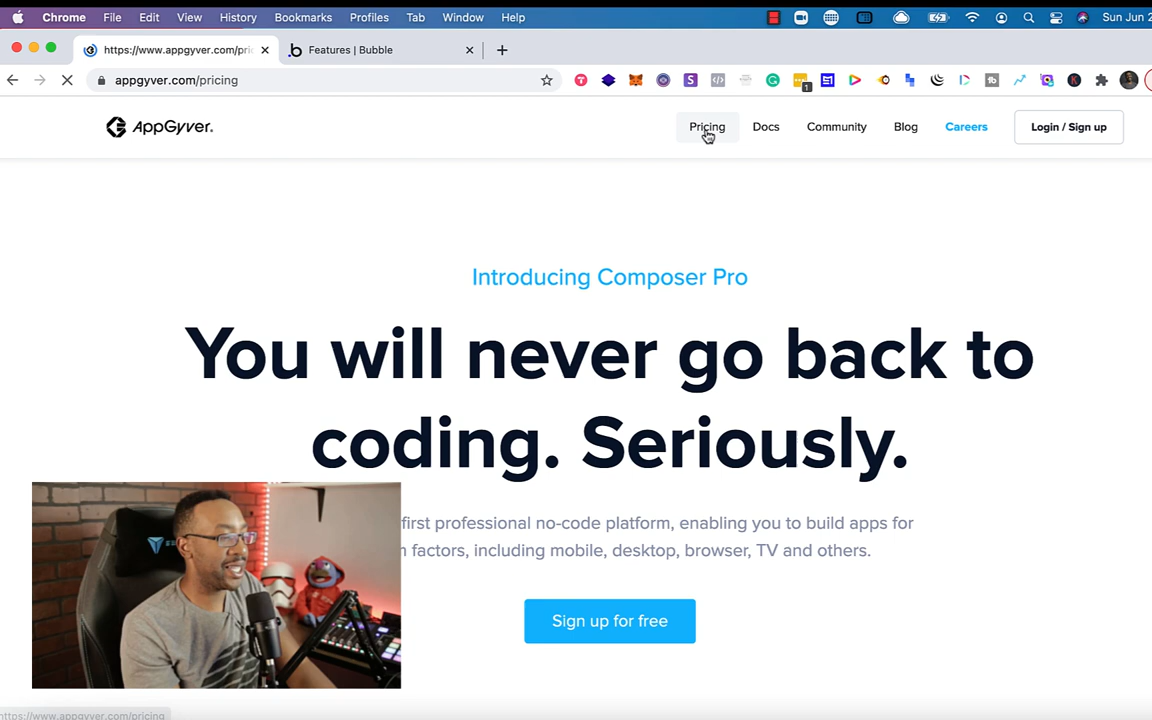 Chrome File Edit View History Bookmarks Profiles Tab Window Help Sun Jun 2
https://www.appgyver.com/pri Features | Bubble
appgyver.com/pricing
AppGyver. Pricing Docs Community Blog Careers Login / Sign up
Introducing Composer Pro
You will never go back to
coding. Seriously.
first professional no-code platform, enabling you to build apps for
factors, including mobile, desktop, browser, TV and others.
Sign up for free
https://www.appgyver.com/pricing